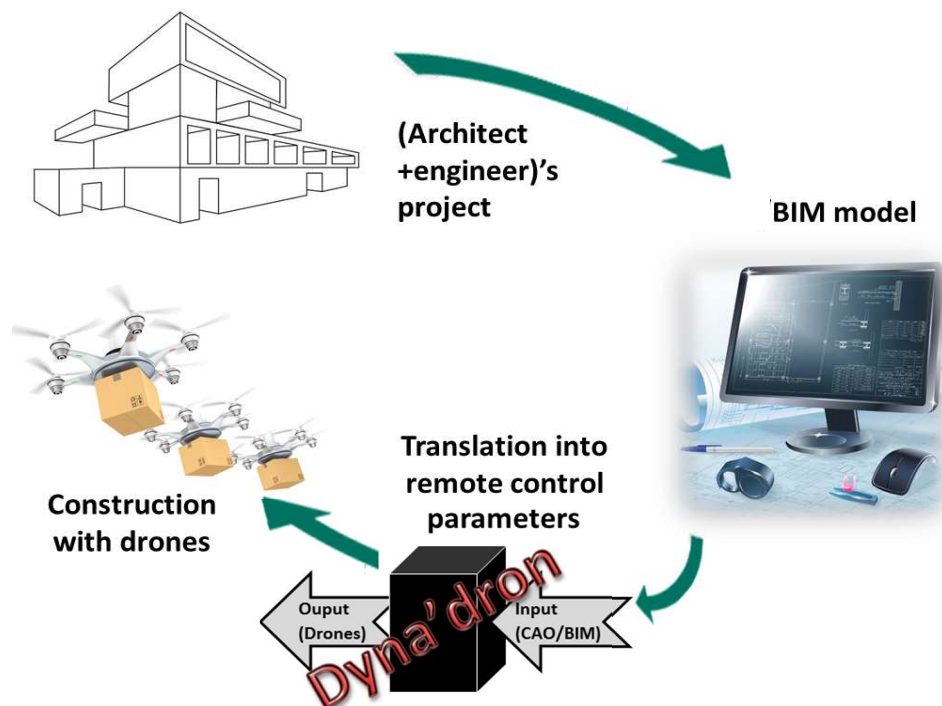 (Architect
+engineer)'s
project
BIM model
Translation into
remote control
parameters
Construction
with drones
Ouput
(Drones)
Dyna'dron
Input
(CAO/BIM)